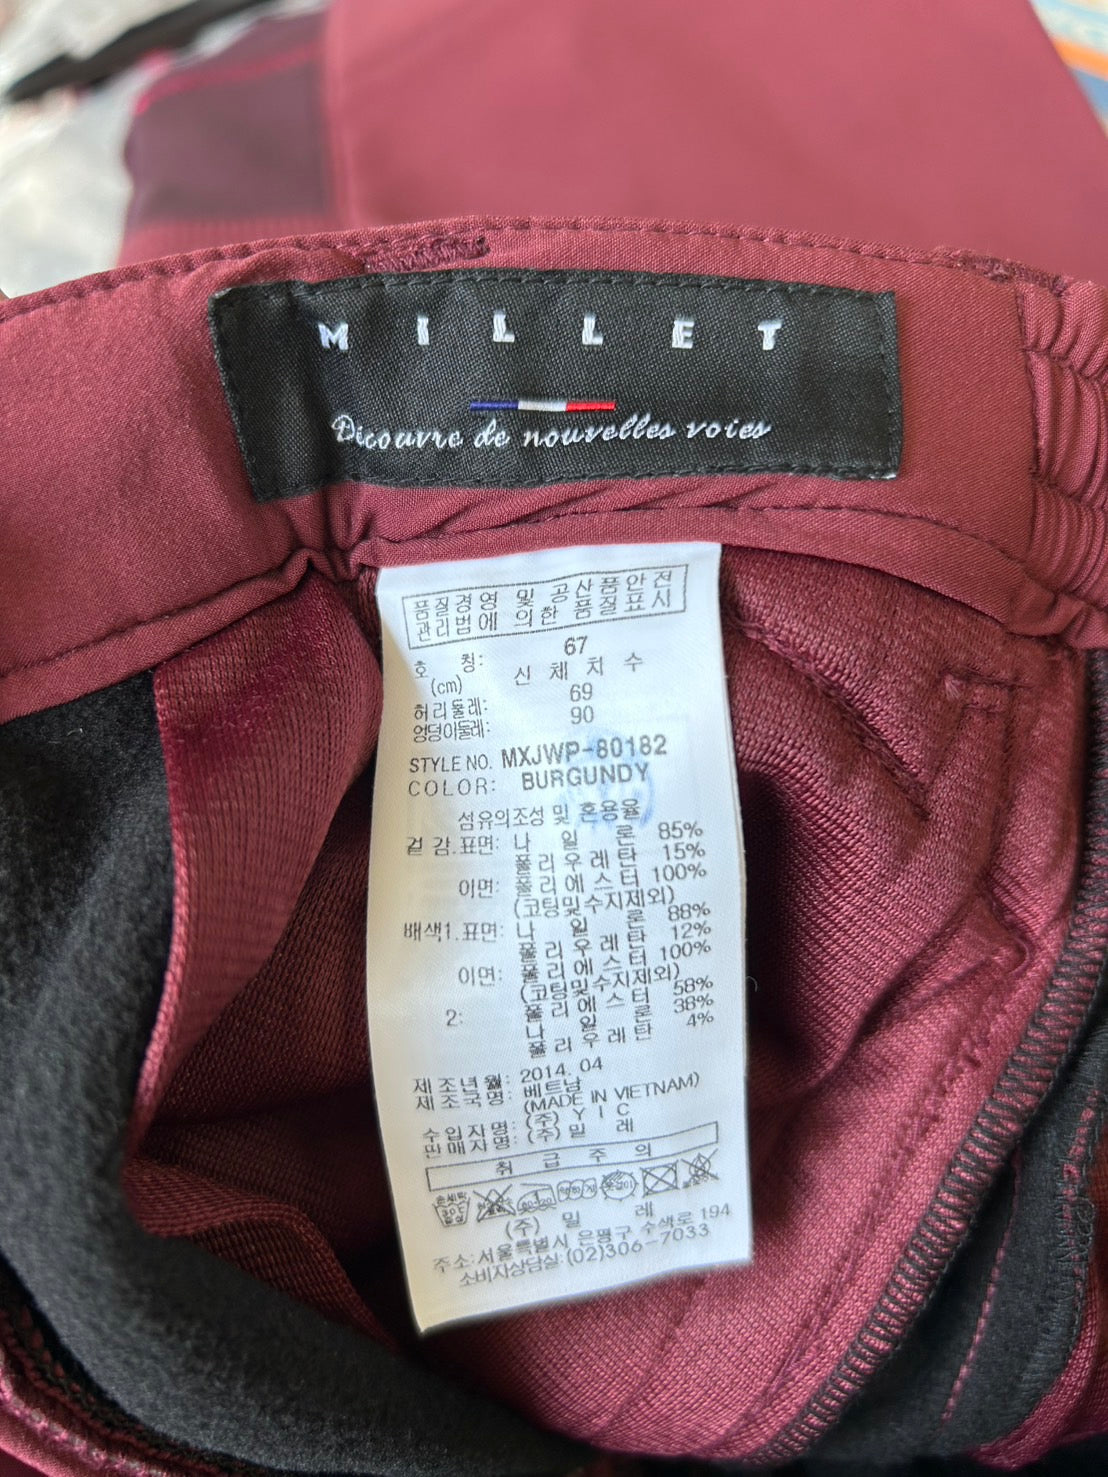 MILLET
Découvre de nouvelles voies
품질경영 및 공산품안전
관리법에 의한 품질표시
호 칭: 67
(cm) 신 체 치 수
허리둘레: 69
엉덩이둘레: 90
STYLE NO. MXJWP-80182
COLOR: BURGUNDY
섬유의조성 및 혼용율
겉 감.표면: 나 일 론 85%
폴 리 우 레 탄 15%
이면: 폴 리 에 스 터 100%
(코팅및수지제외)
배색1.표면: 나 일 론 88%
폴 리 우 레 탄 12%
이면: 폴 리 에 스 터 100%
(코팅및수지제외)
2: 폴 리 에 스 터 58%
나 일 론 38%
폴 리 우 레 탄 4%
제 조 년 월: 2014. 04
제 조 국 명: 베트남
(MADE IN VIETNAM)
수 입 자 명: (주) Y I C
판 매 자 명: (주) 밀 레
취 급 주 의
손세탁
30℃
중성
(주) 밀 레
주소:서울특별시 은평구 수색로 194
소비자상담실:(02)306-7033